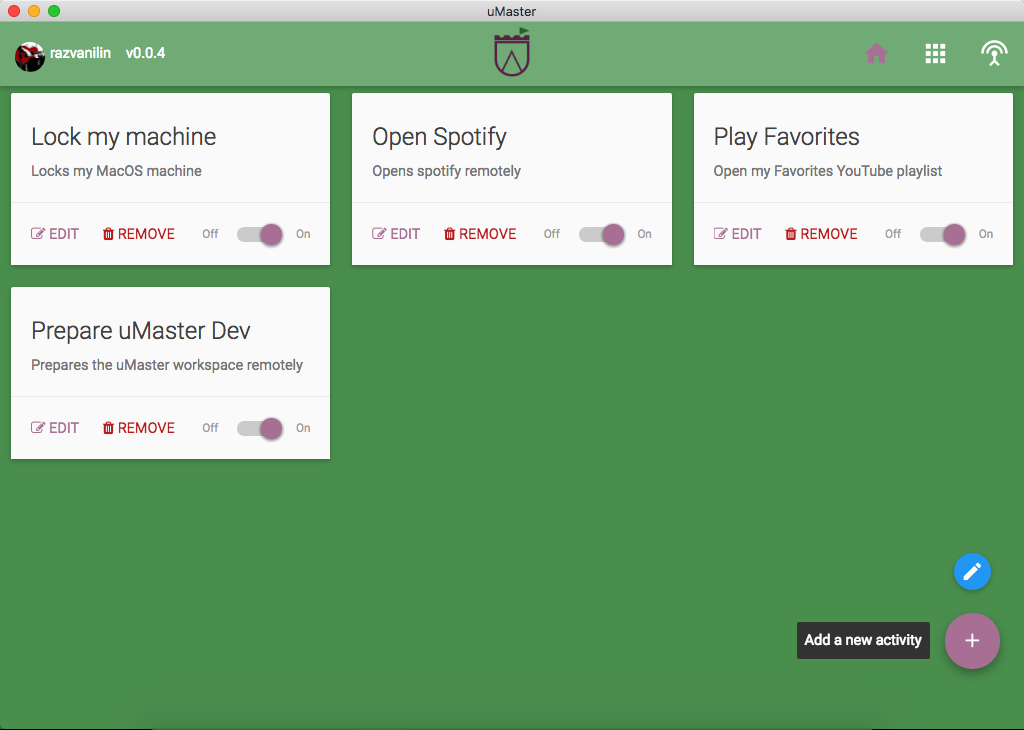 uMaster
razvanilin v0.0.4
Lock my machine
Locks my MacOS machine
EDIT REMOVE Off On
Open Spotify
Opens spotify remotely
EDIT REMOVE Off On
Play Favorites
Open my Favorites YouTube playlist
EDIT REMOVE Off On
Prepare uMaster Dev
Prepares the uMaster workspace remotely
EDIT REMOVE Off On
Add a new activity